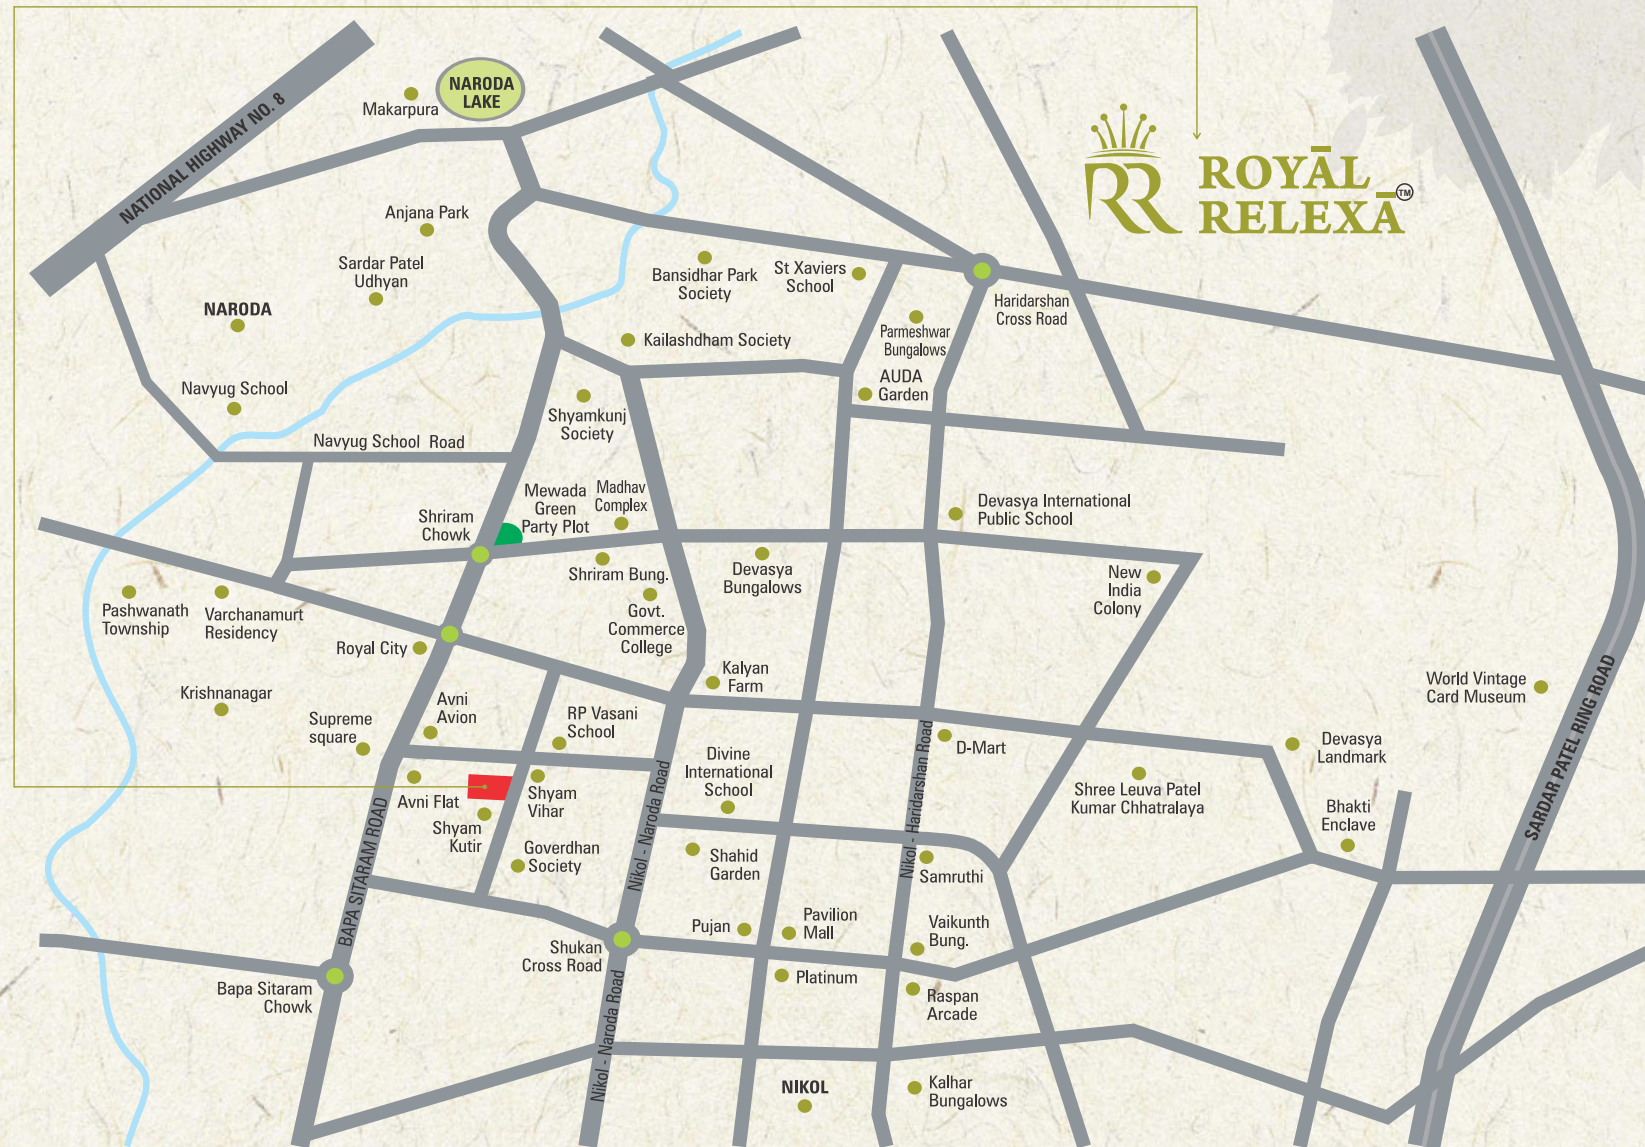 NARODA
LAKE
Makarpura
NATIONAL HIGHWAY NO. 8
ROYĀL
RELEXĀ
TM
RR
Anjana Park
Sardar Patel
Udhyan
NARODA
Bansidhar Park
Society
St Xaviers
School
Haridarshan
Cross Road
Kailashdham Society
Parmeshwar
Bungalows
AUDA
Garden
Navyug School
Shyamkunj
Society
Navyug School Road
Mewada
Green
Party Plot
Madhav
Complex
Shriram
Chowk
Devasya International
Public School
Shriram Bung.
Devasya
Bungalows
New
India
Colony
Pashwanath
Township
Varchanamurt
Residency
Govt.
Commerce
College
Royal City
Kalyan
Farm
Krishnanagar
Avni
Avion
Supreme
square
RP Vasani
School
World Vintage
Card Museum
SARDAR PATEL RING ROAD
D-Mart
Devasya
Landmark
Divine
International
School
Nikol - Haridarshan Road
Avni Flat
Shyam
Vihar
Shree Leuva Patel
Kumar Chhatralaya
Bhakti
Enclave
Shyam
Kutir
BAPA SITARAM ROAD
Nikol - Naroda Road
Goverdhan
Society
Shahid
Garden
Samruthi
Pujan
Pavilion
Mall
Vaikunth
Bung.
Shukan
Cross Road
Platinum
Bapa Sitaram
Chowk
Raspan
Arcade
Nikol - Naroda Road
NIKOL
Kalhar
Bungalows